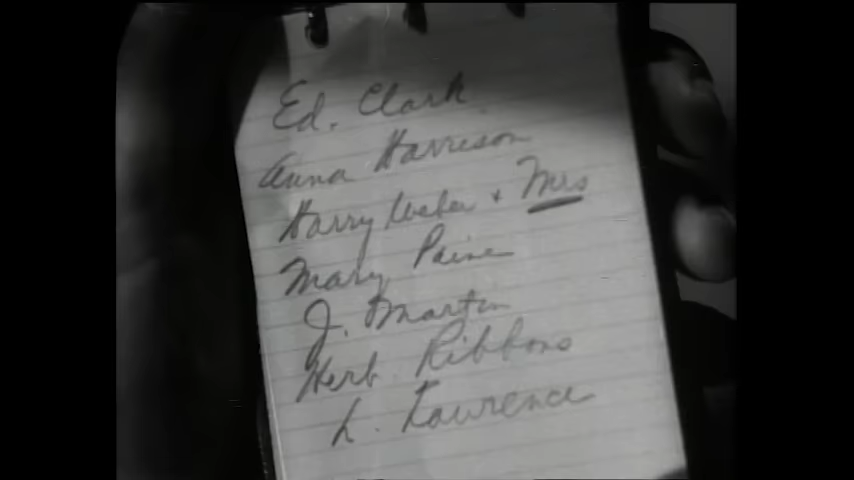 Ed. Clark
Anna Harrison
Harry Weber + Mrs
Mary Paine
J. Martin
Herb. Ribbons
L. Lawrence